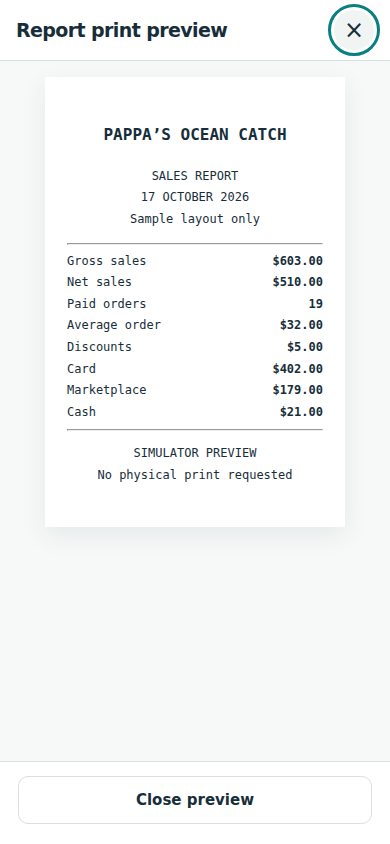 Report print preview
×
PAPPA’S OCEAN CATCH
SALES REPORT
17 OCTOBER 2026
Sample layout only
Gross sales $603.00
Net sales $510.00
Paid orders 19
Average order $32.00
Discounts $5.00
Card $402.00
Marketplace $179.00
Cash $21.00
SIMULATOR PREVIEW
No physical print requested
Close preview